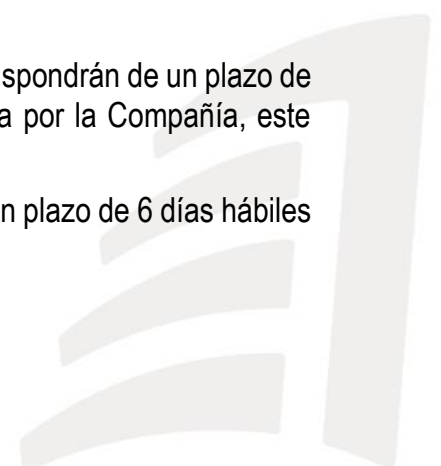 spondrán de un plazo de
a por la Compañía, este
n plazo de 6 días hábiles